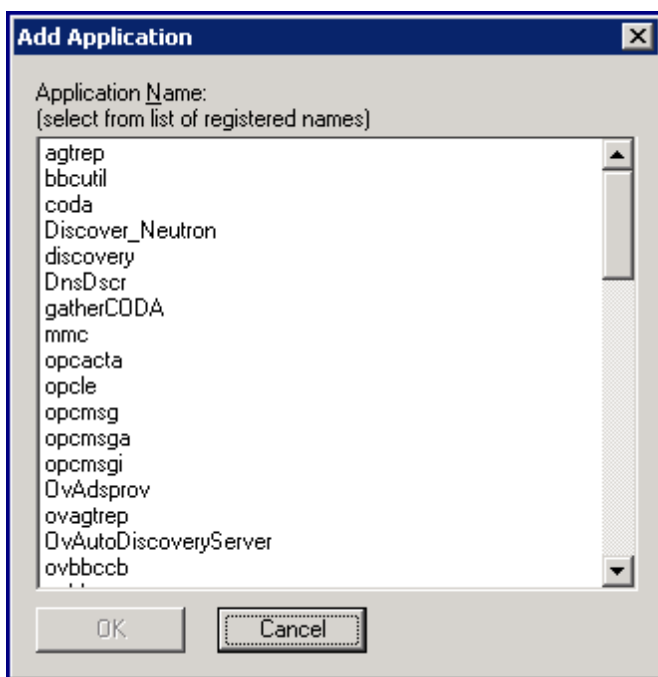 Add Application
Application Name:
(select from list of registered names)
agtrep
bbcutil
coda
Discover_Neutron
discovery
DnsDscr
gatherCODA
mmc
opcacta
opcle
opcmsg
opcmsga
opcmsgi
OvAdsprov
ovagtrep
OvAutoDiscoveryServer
ovbbccb
OK
Cancel